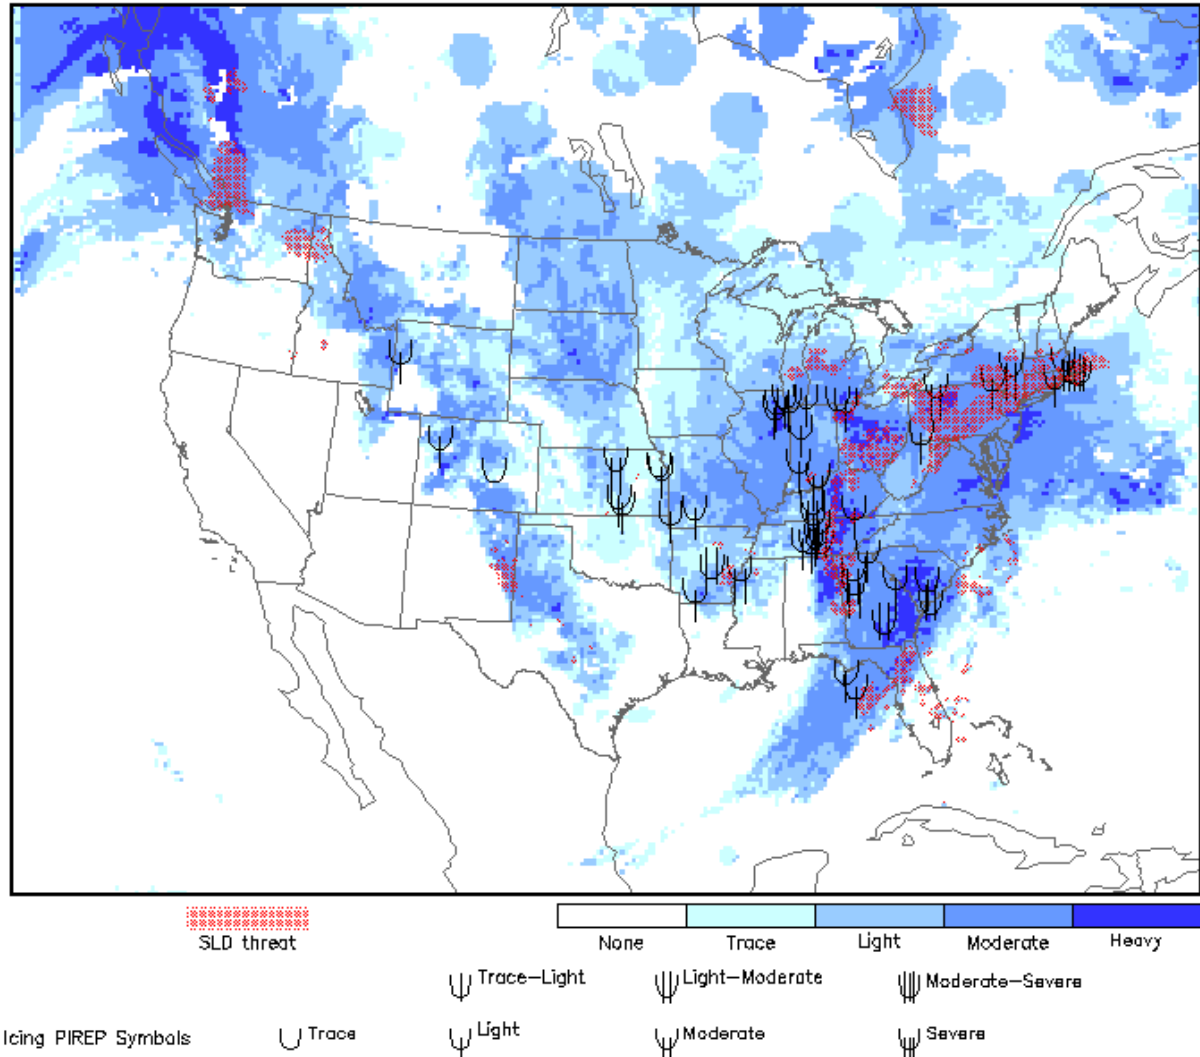 SLD threat
None Trace Light Moderate Heavy
Trace-Light Light-Moderate Moderate-Severe
Icing PIREP Symbols Trace Light Moderate Severe